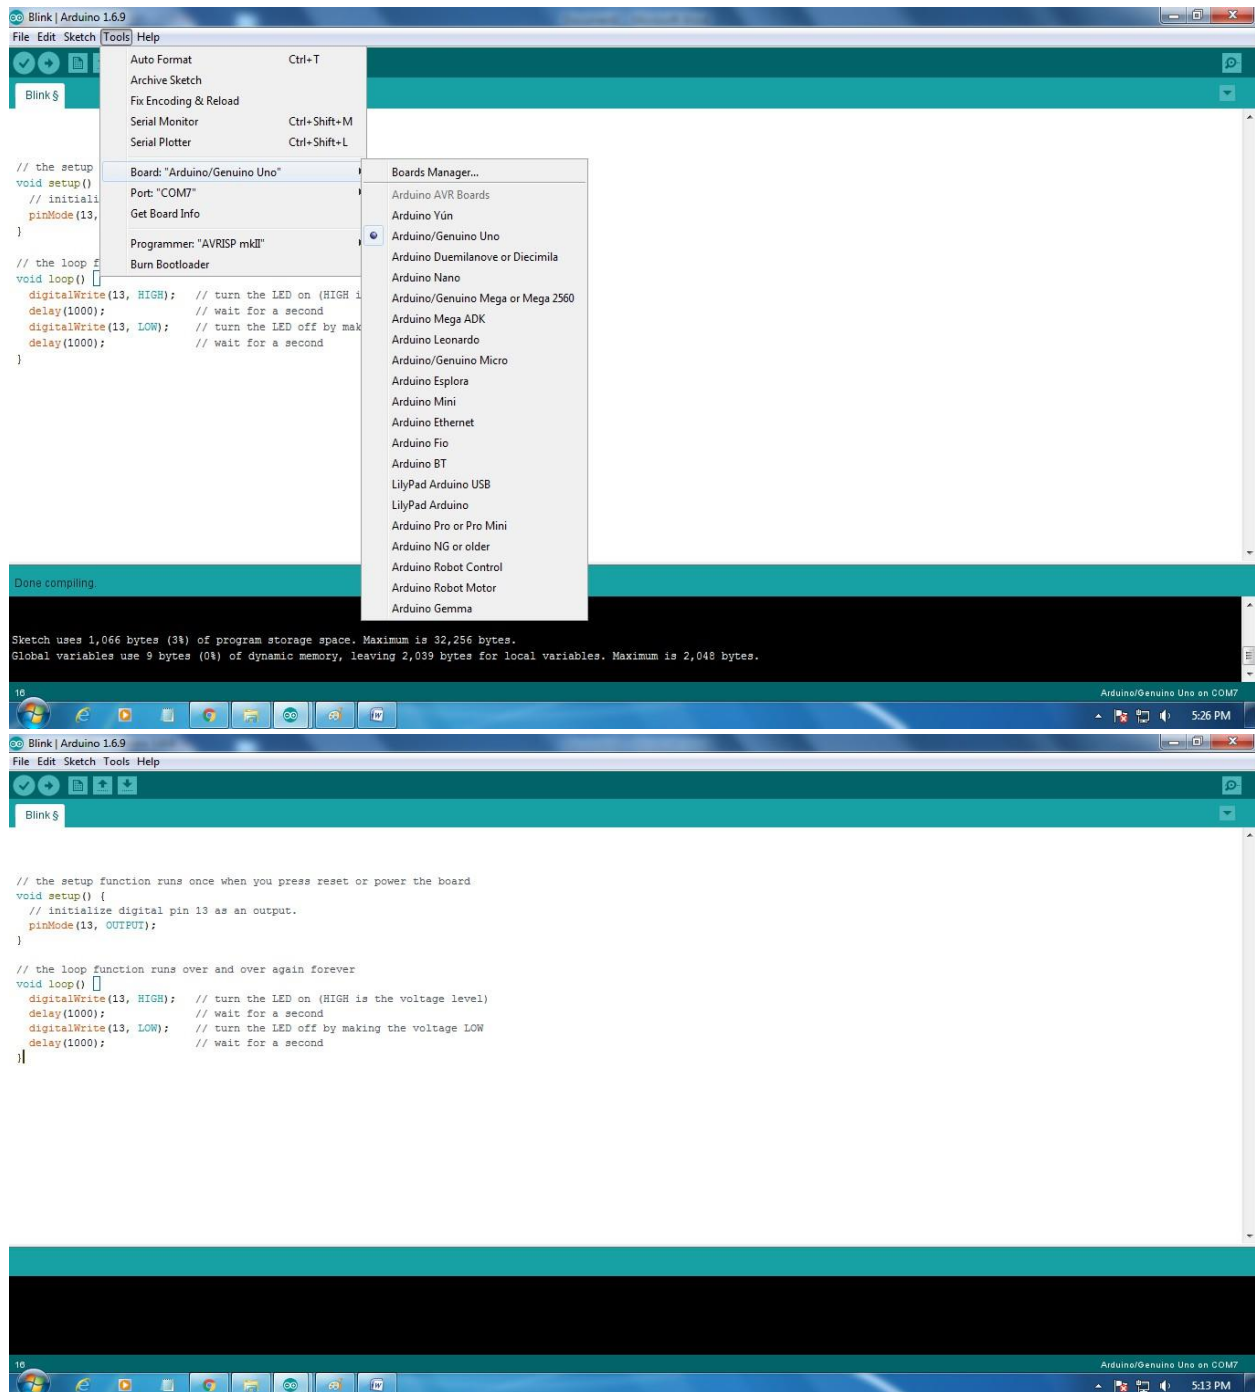 Blink | Arduino 1.6.9
File Edit Sketch Tools Help
Auto Format Ctrl+T
Archive Sketch
Blink §
Fix Encoding & Reload
Serial Monitor Ctrl+Shift+M
Serial Plotter Ctrl+Shift+L
Board: "Arduino/Genuino Uno"
Port: "COM7"
Get Board Info
Programmer: "AVRISP mkII"
Burn Bootloader
Boards Manager...
Arduino AVR Boards
Arduino Yún
Arduino/Genuino Uno
Arduino Duemilanove or Diecimila
Arduino Nano
Arduino/Genuino Mega or Mega 2560
Arduino Mega ADK
Arduino Leonardo
Arduino/Genuino Micro
Arduino Esplora
Arduino Mini
Arduino Ethernet
Arduino Fio
Arduino BT
LilyPad Arduino USB
LilyPad Arduino
Arduino Pro or Pro Mini
Arduino NG or older
Arduino Robot Control
Arduino Robot Motor
Arduino Gemma
// the setup
void setup()
// initiali
pinMode(13,
}
// the loop f
void loop()
digitalWrite(13, HIGH); // turn the LED on (HIGH i
delay(1000); // wait for a second
digitalWrite(13, LOW); // turn the LED off by mak
delay(1000); // wait for a second
}
Done compiling.
Sketch uses 1,066 bytes (3%) of program storage space. Maximum is 32,256 bytes.
Global variables use 9 bytes (0%) of dynamic memory, leaving 2,039 bytes for local variables. Maximum is 2,048 bytes.
16 Arduino/Genuino Uno on COM7
5:26 PM
Blink | Arduino 1.6.9
File Edit Sketch Tools Help
Blink §
// the setup function runs once when you press reset or power the board
void setup() {
// initialize digital pin 13 as an output.
pinMode(13, OUTPUT);
}
// the loop function runs over and over again forever
void loop() {
digitalWrite(13, HIGH); // turn the LED on (HIGH is the voltage level)
delay(1000); // wait for a second
digitalWrite(13, LOW); // turn the LED off by making the voltage LOW
delay(1000); // wait for a second
}
16 Arduino/Genuino Uno on COM7
5:13 PM